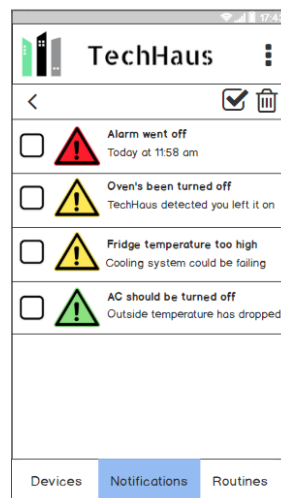 17:43
TechHaus
Alarm went off
Today at 11:58 am
Oven's been turned off
TechHaus detected you left it on
Fridge temperature too high
Cooling system could be failing
AC should be turned off
Outside temperature has dropped
Devices Notifications Routines